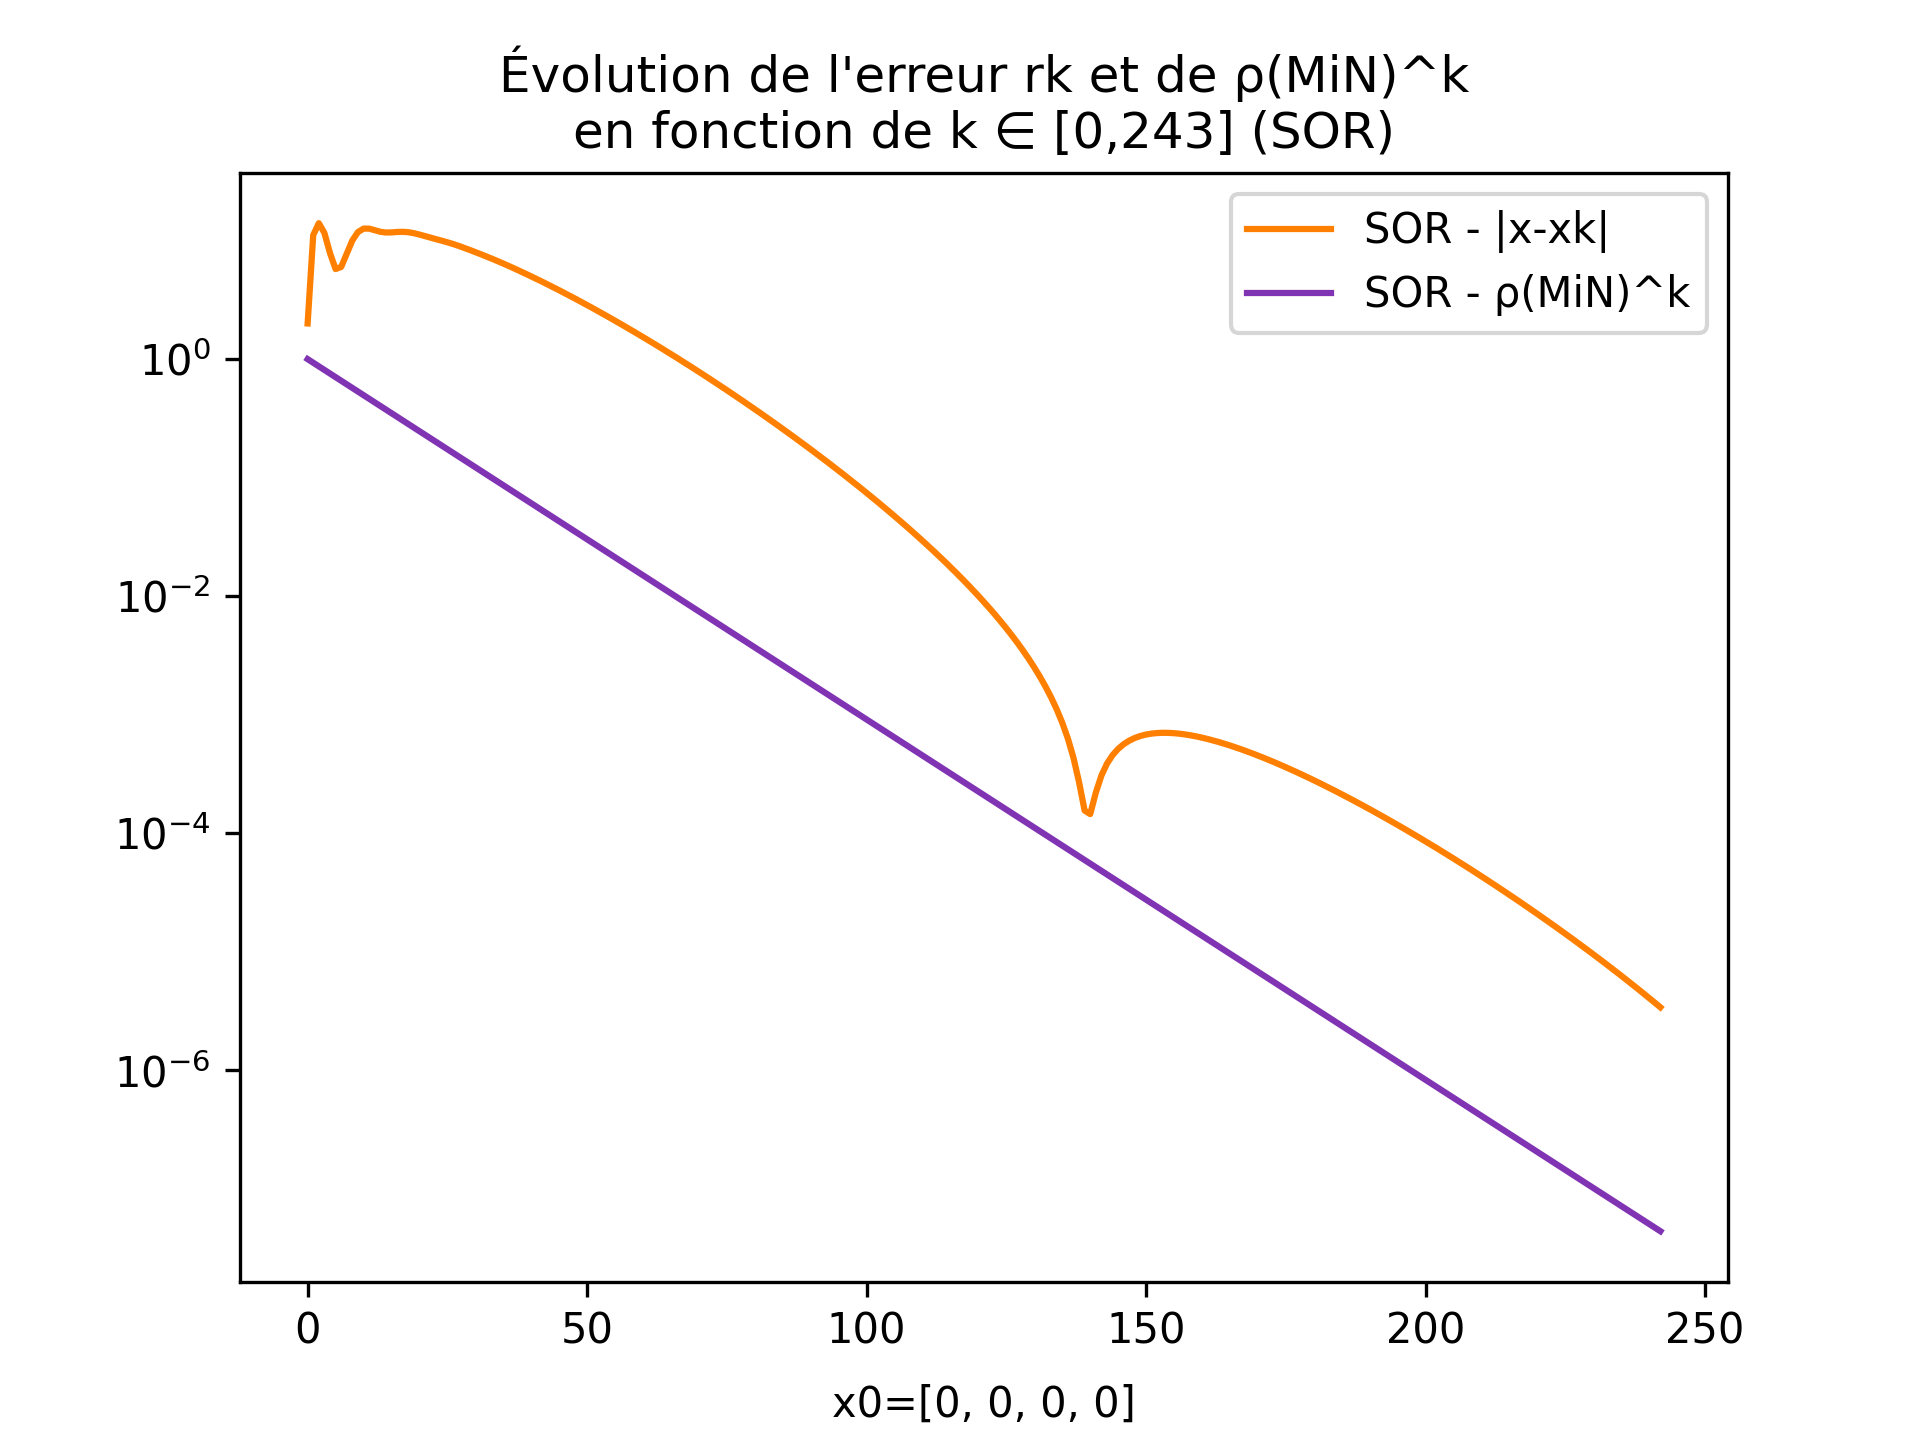 Évolution de l'erreur rk et de ρ(MiN)^k
en fonction de k ∈ [0,243] (SOR)
SOR - |x-xk|
SOR - ρ(MiN)^k
10⁰
10⁻²
10⁻⁴
10⁻⁶
0 50 100 150 200 250
x0=[0, 0, 0, 0]